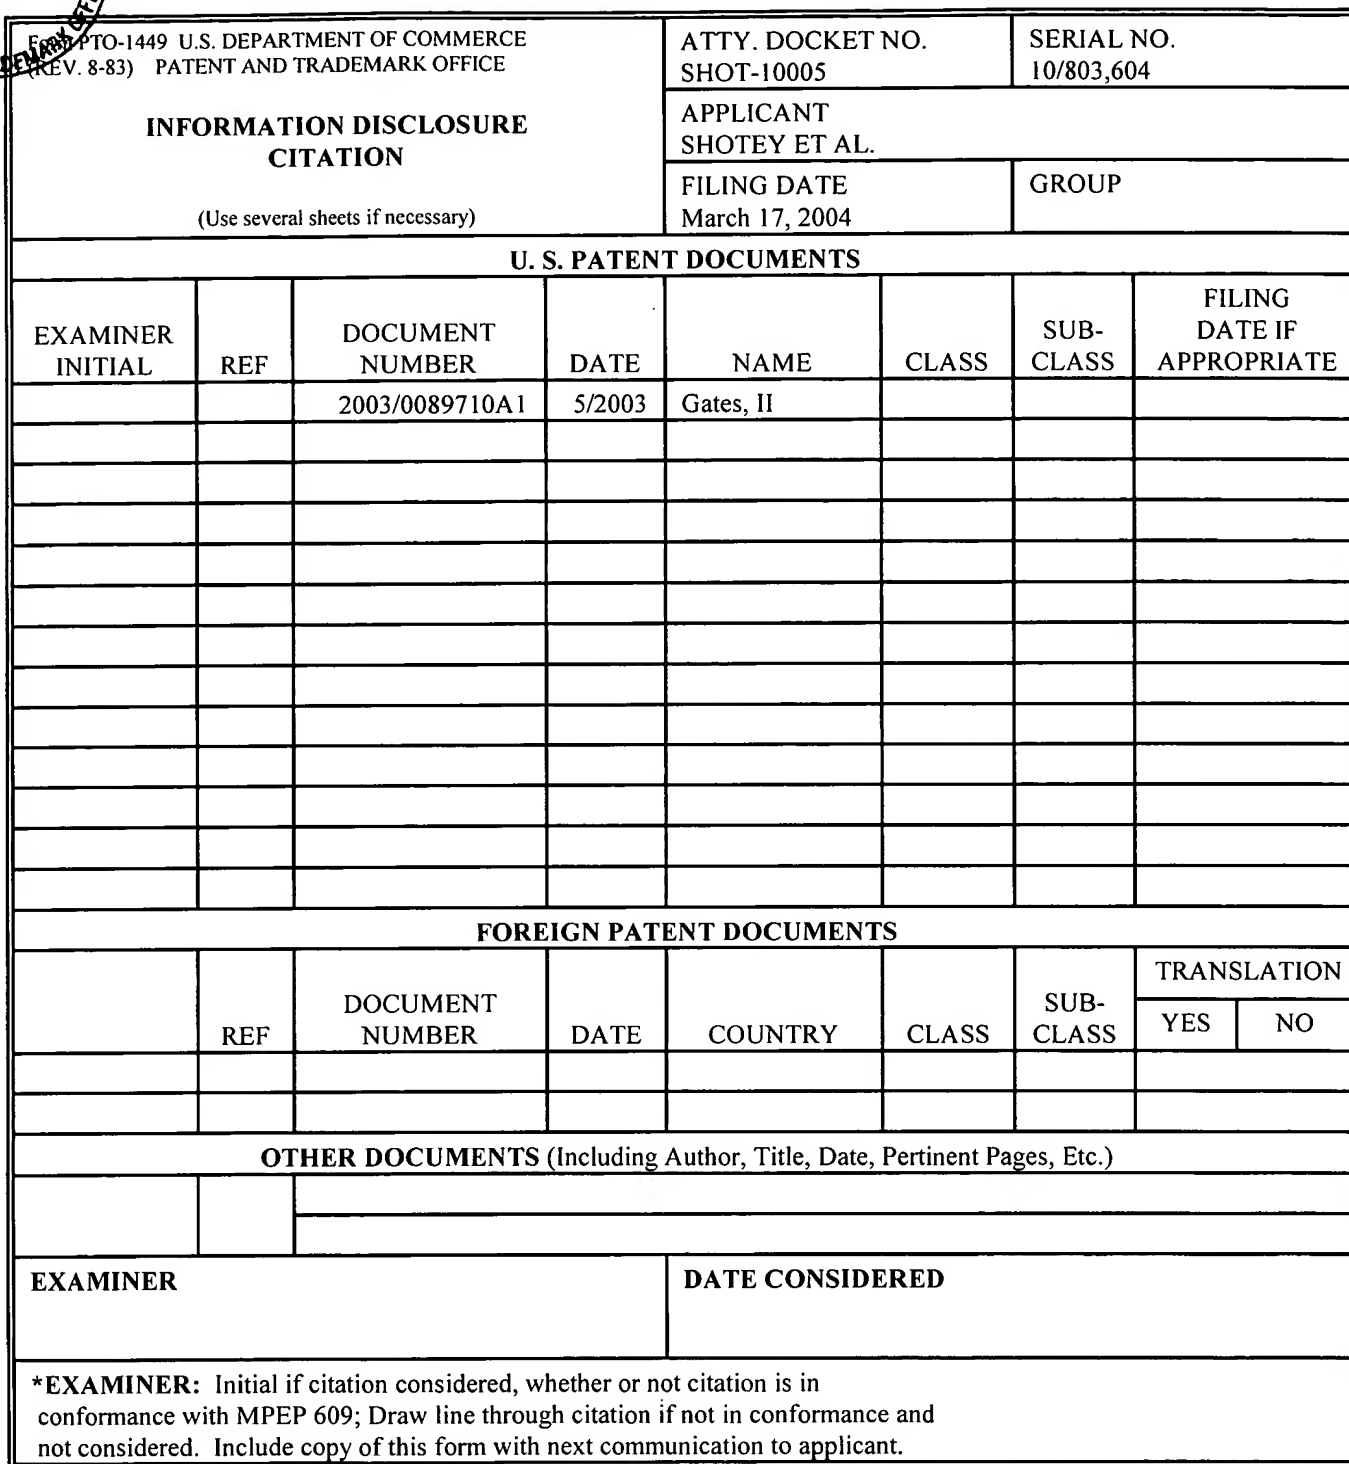 Form PTO-1449 U.S. DEPARTMENT OF COMMERCE
(REV. 8-83) PATENT AND TRADEMARK OFFICE
INFORMATION DISCLOSURE
CITATION
(Use several sheets if necessary)
ATTY. DOCKET NO.
SHOT-10005
SERIAL NO.
10/803,604
APPLICANT
SHOTEY ET AL.
FILING DATE
March 17, 2004
GROUP
U. S. PATENT DOCUMENTS
EXAMINER
INITIAL
REF
DOCUMENT
NUMBER
DATE
NAME
CLASS
SUB-
CLASS
FILING
DATE IF
APPROPRIATE
2003/0089710A1 5/2003 Gates, II
FOREIGN PATENT DOCUMENTS
REF
DOCUMENT
NUMBER
DATE
COUNTRY
CLASS
SUB-
CLASS
TRANSLATION
YES NO
OTHER DOCUMENTS (Including Author, Title, Date, Pertinent Pages, Etc.)
EXAMINER
DATE CONSIDERED
*EXAMINER: Initial if citation considered, whether or not citation is in
conformance with MPEP 609; Draw line through citation if not in conformance and
not considered. Include copy of this form with next communication to applicant.